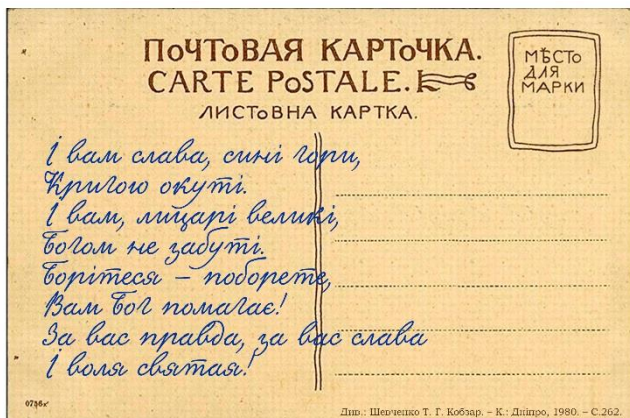 ПОЧТОВАЯ КАРТОЧКА.
CARTE POSTALE.
ЛИСТОВНА КАРТКА.
МѢСТО
ДЛЯ
МАРКИ
І вам слава, сині гори,
Кригою окуті.
І вам, лицарі великі,
Богом не забуті.
Борітеся – поборете,
Вам Бог помагає!
За вас правда, за вас слава
І воля святая!
Див.: Шевченко Т. Г. Кобзар. – К.: Дніпро, 1980. – С.262.